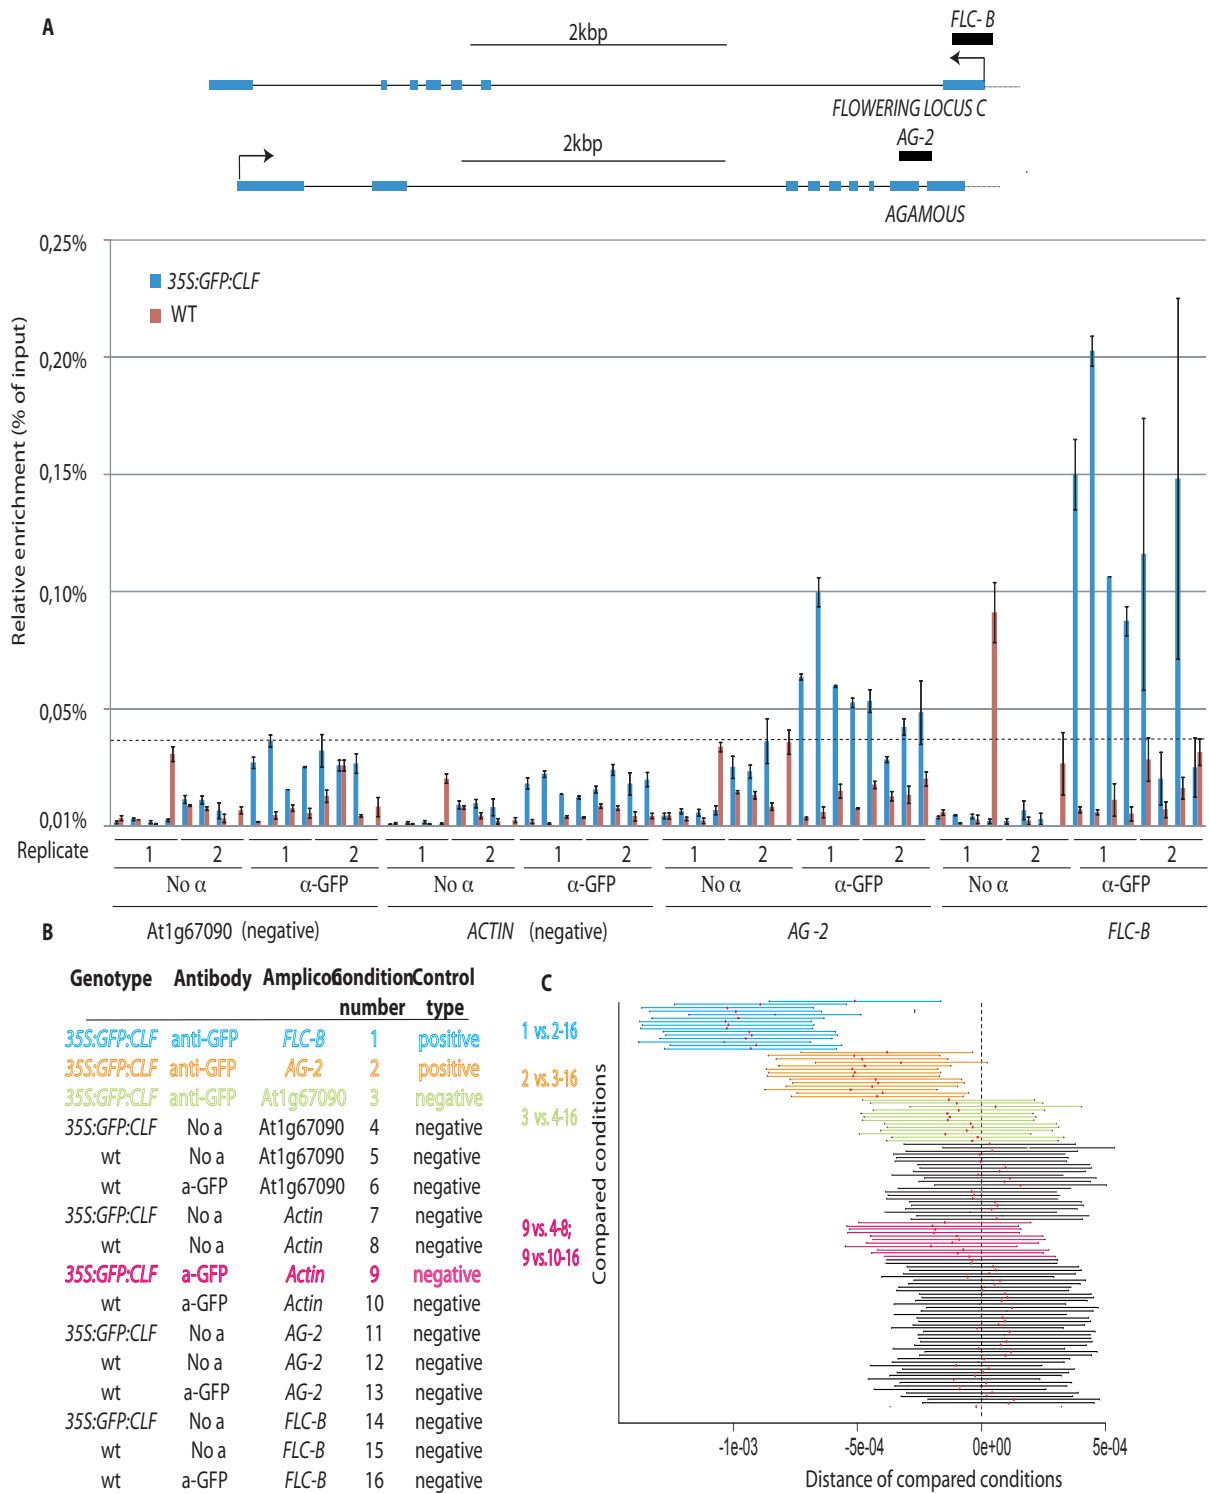 A
FLC- B
2kbp
FLOWERING LOCUS C
AG-2
2kbp
AGAMOUS
0,25%
35S:GFP:CLF
WT
0,20%
0,15%
0,10%
0,05%
0,01%
Relative enrichment (% of input)
Replicate 1 2 1 2 1 2 1 2 1 2 1 2 1 2 1 2
No α α-GFP No α α-GFP No α α-GFP No α α-GFP
At1g67090 (negative) ACTIN (negative) AG -2 FLC-B
B
Genotype Antibody Amplicon Condition number Control type
35S:GFP:CLF anti-GFP FLC-B 1 positive
35S:GFP:CLF anti-GFP AG-2 2 positive
35S:GFP:CLF anti-GFP At1g67090 3 negative
35S:GFP:CLF No a At1g67090 4 negative
wt No a At1g67090 5 negative
wt a-GFP At1g67090 6 negative
35S:GFP:CLF No a Actin 7 negative
wt No a Actin 8 negative
35S:GFP:CLF a-GFP Actin 9 negative
wt a-GFP Actin 10 negative
35S:GFP:CLF No a AG-2 11 negative
wt No a AG-2 12 negative
wt a-GFP AG-2 13 negative
35S:GFP:CLF No a FLC-B 14 negative
wt No a FLC-B 15 negative
wt a-GFP FLC-B 16 negative
C
1 vs. 2-16
2 vs. 3-16
3 vs. 4-16
9 vs. 4-8;
9 vs.10-16
Compared conditions
-1e-03 -5e-04 0e+00 5e-04
Distance of compared conditions